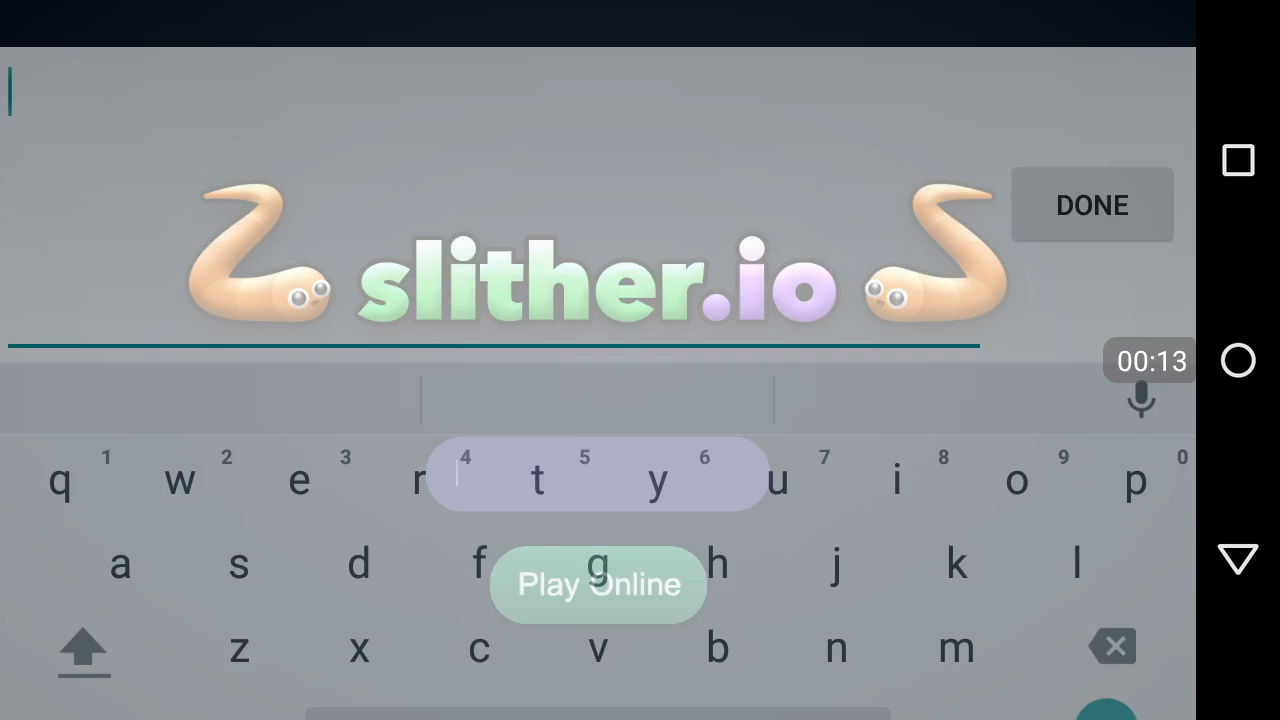 DONE
slither.io
00:13
1 2 3 4 5 6 7 8 9 0
q w e r t y u i o p
a s d f g h j k l
Play Online
z x c v b n m